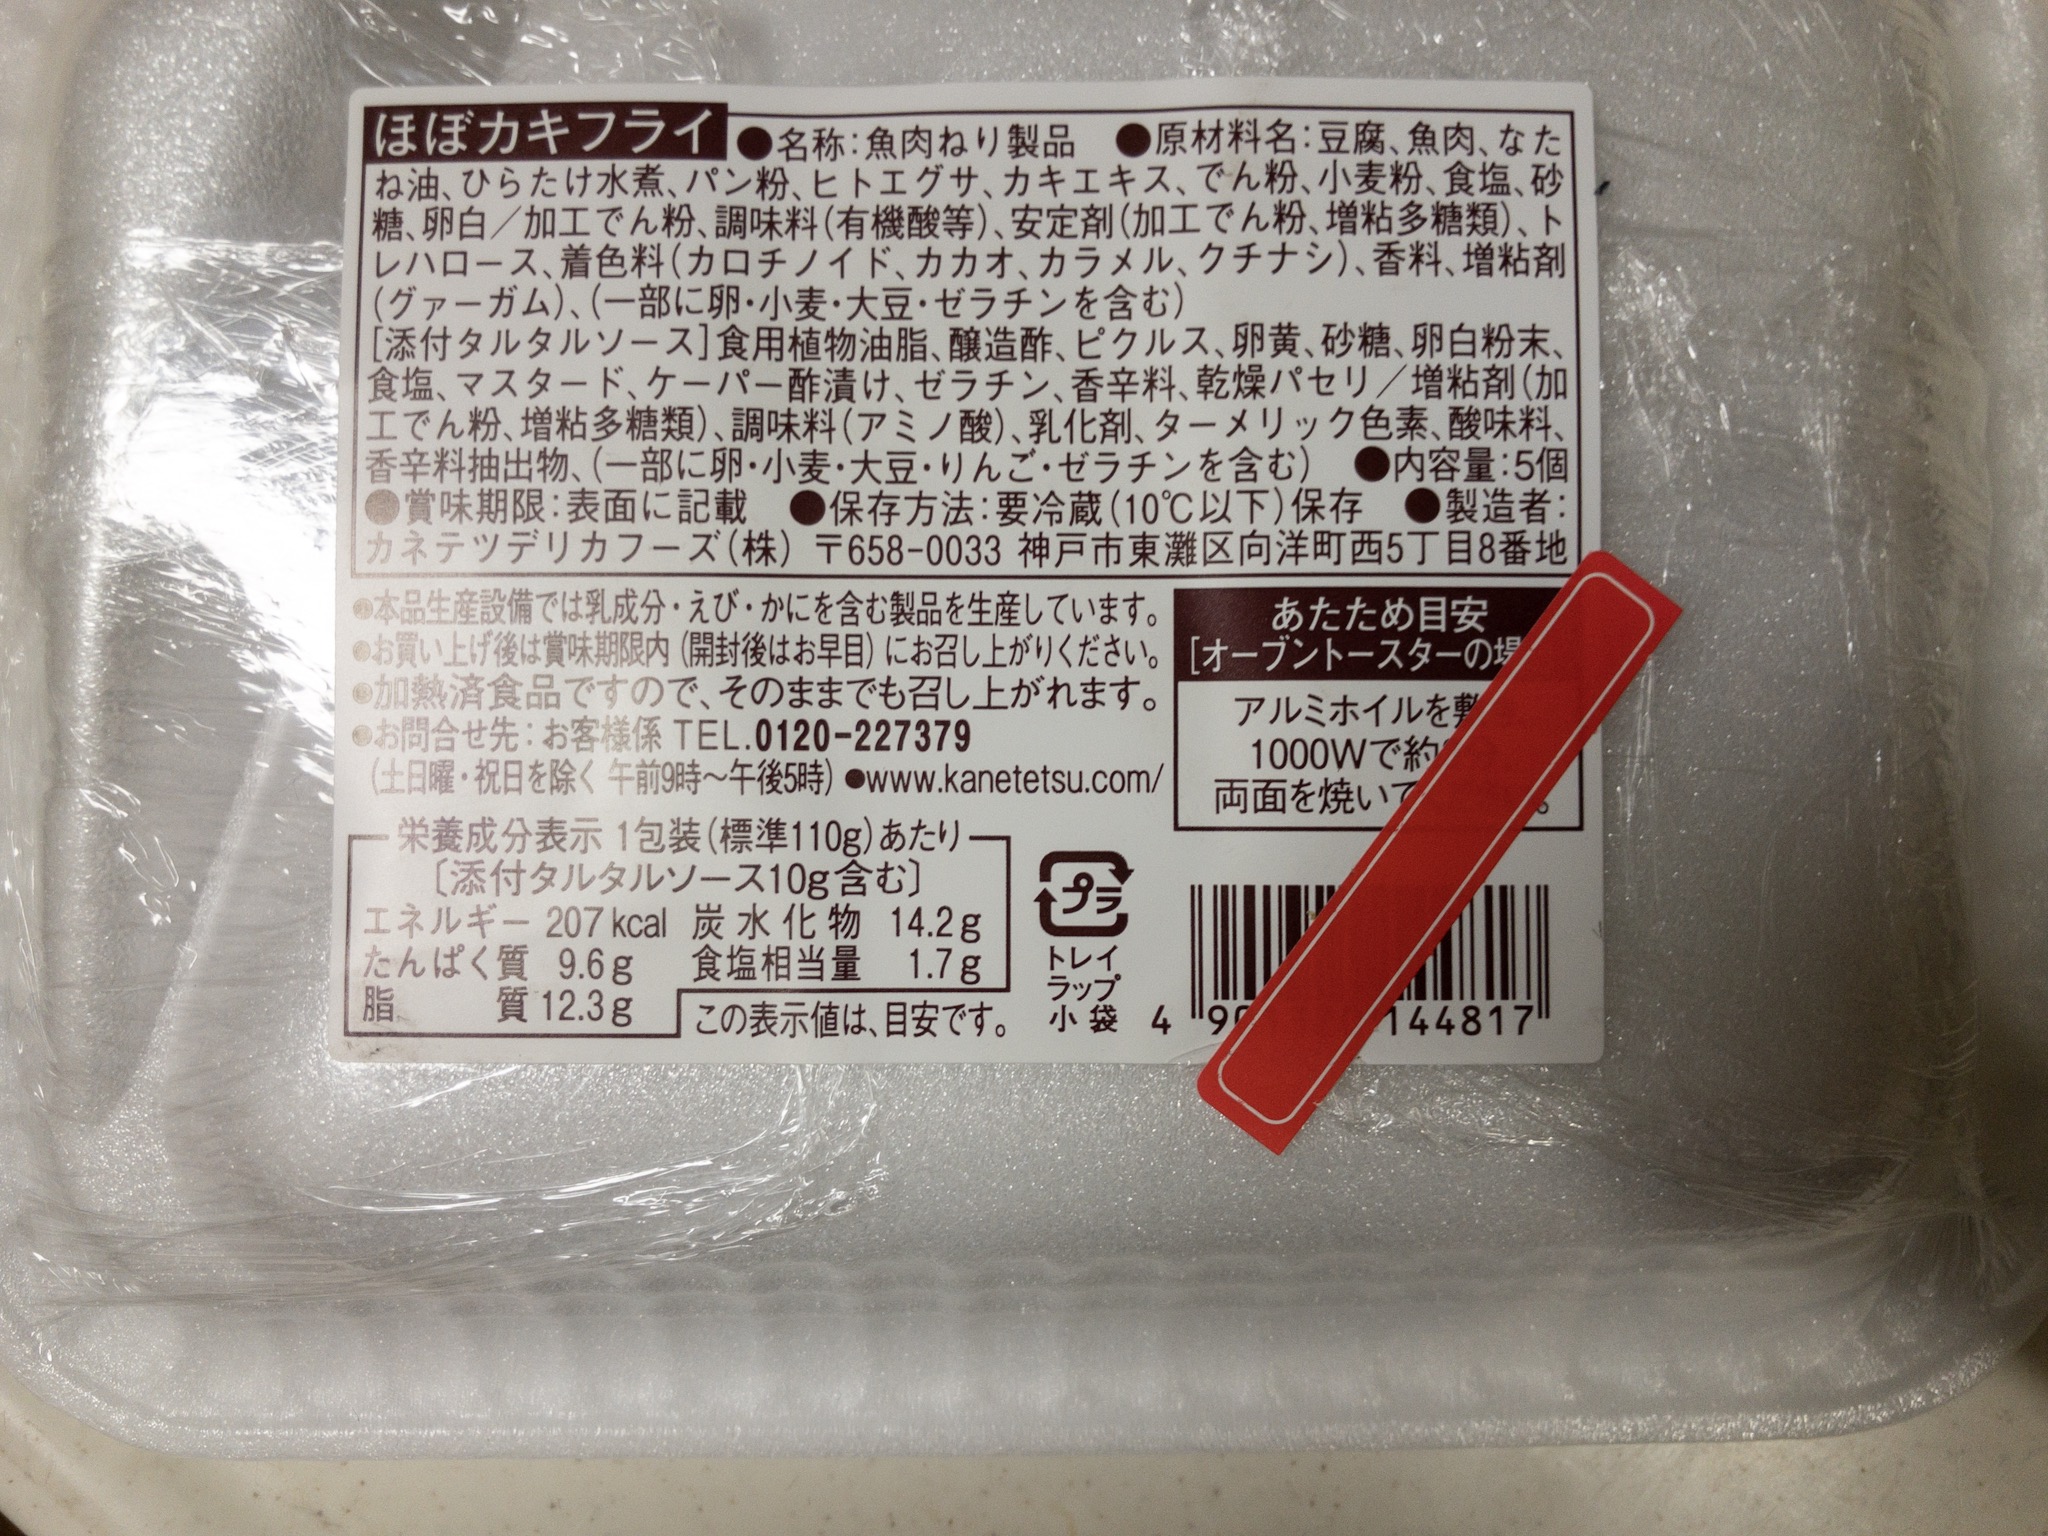 ほぼカキフライ ●名称:魚肉ねり製品 ●原材料名:豆腐、魚肉、なた
ね油、ひらたけ水煮、パン粉、ヒトエグサ、カキエキス、でん粉、小麦粉、食塩、砂
糖、卵白/加工でん粉、調味料(有機酸等)、安定剤(加工でん粉、増粘多糖類)、ト
レハロース、着色料(カロチノイド、カカオ、カラメル、クチナシ)、香料、増粘剤
(グァーガム)、(一部に卵・小麦・大豆・ゼラチンを含む)
[添付タルタルソース]食用植物油脂、醸造酢、ピクルス、卵黄、砂糖、卵白粉末、
食塩、マスタード、ケーパー酢漬け、ゼラチン、香辛料、乾燥パセリ/増粘剤(加
工でん粉、増粘多糖類)、調味料(アミノ酸)、乳化剤、ターメリック色素、酸味料、
香辛料抽出物、(一部に卵・小麦・大豆・りんご・ゼラチンを含む) ●内容量:5個
●賞味期限:表面に記載 ●保存方法:要冷蔵(10℃以下)保存 ●製造者:
カネテツデリカフーズ(株) 〒658-0033 神戸市東灘区向洋町西5丁目8番地
●本品生産設備では乳成分・えび・かにを含む製品を生産しています。
●お買い上げ後は賞味期限内(開封後はお早目)にお召し上がりください。
●加熱済食品ですので、そのままでも召し上がれます。
●お問合せ先:お客様係 TEL.0120-227379
(土日曜・祝日を除く 午前9時〜午後5時) ●www.kanetetsu.com/
あたため目安
[オーブントースターの場
アルミホイルを敷
1000Wで約
両面を焼いて
栄養成分表示 1包装(標準110g)あたり
[添付タルタルソース10g含む]
エネルギー 207kcal 炭水化物 14.2g
たんぱく質 9.6g 食塩相当量 1.7g
脂質 12.3g この表示値は、目安です。
プラ
トレイ
ラップ
小袋
4 9 144817